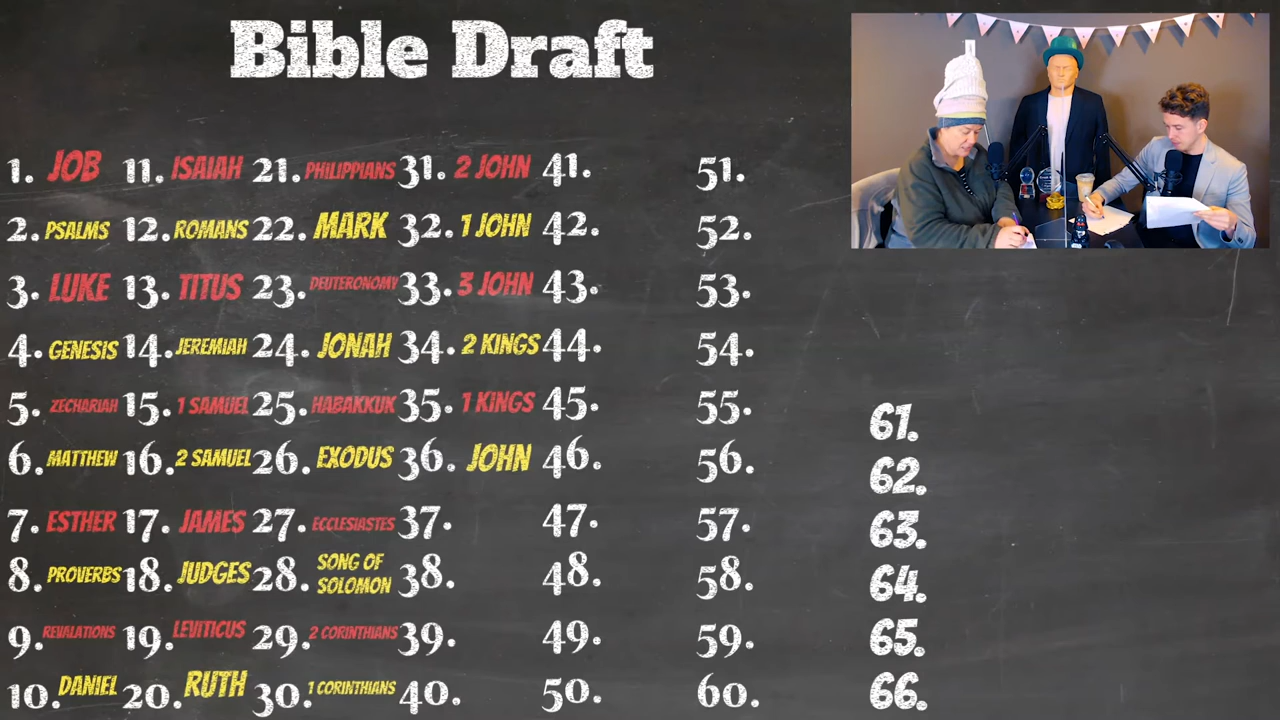 Bible Draft
1. JOB
2. PSALMS
3. LUKE
4. GENESIS
5. ZECHARIAH
6. MATTHEW
7. ESTHER
8. PROVERBS
9. REVALATIONS
10. DANIEL
11. ISAIAH
12. ROMANS
13. TITUS
14. JEREMIAH
15. 1 SAMUEL
16. 2 SAMUEL
17. JAMES
18. JUDGES
19. LEVITICUS
20. RUTH
21. PHILIPPIANS
22. MARK
23. DEUTERONOMY
24. JONAH
25. HABAKKUK
26. EXODUS
27. ECCLESIASTES
28. SONG OF
SOLOMON
29. 2 CORINTHIANS
30. 1 CORINTHIANS
31. 2 JOHN
32. 1 JOHN
33. 3 JOHN
34. 2 KINGS
35. 1 KINGS
36. JOHN
37.
38.
39.
40.
41.
42.
43.
44.
45.
46.
47.
48.
49.
50.
51.
52.
53.
54.
55.
56.
57.
58.
59.
60.
61.
62.
63.
64.
65.
66.